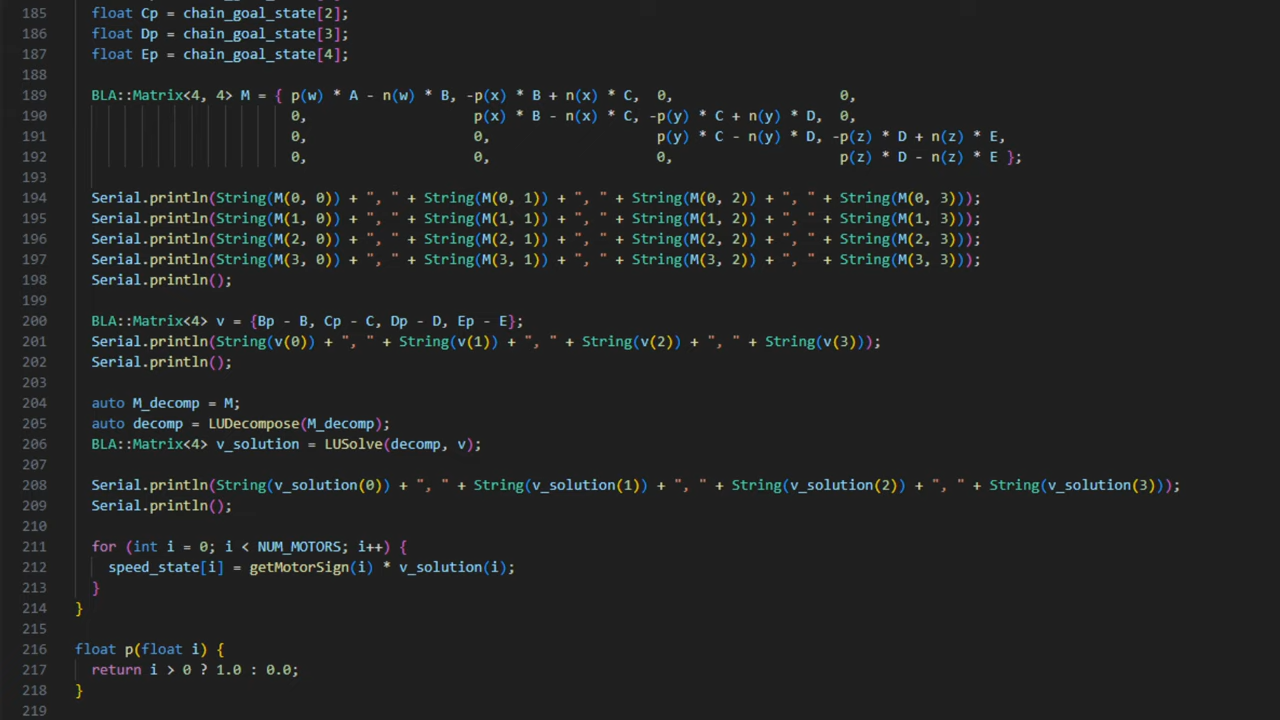 185 float Cp = chain_goal_state[2];
186 float Dp = chain_goal_state[3];
187 float Ep = chain_goal_state[4];
188
189 BLA::Matrix<4, 4> M = { p(w) * A - n(w) * B, -p(x) * B + n(x) * C, 0, 0,
190 0, p(x) * B - n(x) * C, -p(y) * C + n(y) * D, 0,
191 0, 0, p(y) * C - n(y) * D, -p(z) * D + n(z) * E,
192 0, 0, 0, p(z) * D - n(z) * E };
193
194 Serial.println(String(M(0, 0)) + ", " + String(M(0, 1)) + ", " + String(M(0, 2)) + ", " + String(M(0, 3)));
195 Serial.println(String(M(1, 0)) + ", " + String(M(1, 1)) + ", " + String(M(1, 2)) + ", " + String(M(1, 3)));
196 Serial.println(String(M(2, 0)) + ", " + String(M(2, 1)) + ", " + String(M(2, 2)) + ", " + String(M(2, 3)));
197 Serial.println(String(M(3, 0)) + ", " + String(M(3, 1)) + ", " + String(M(3, 2)) + ", " + String(M(3, 3)));
198 Serial.println();
199
200 BLA::Matrix<4> v = {Bp - B, Cp - C, Dp - D, Ep - E};
201 Serial.println(String(v(0)) + ", " + String(v(1)) + ", " + String(v(2)) + ", " + String(v(3)));
202 Serial.println();
203
204 auto M_decomp = M;
205 auto decomp = LUDecompose(M_decomp);
206 BLA::Matrix<4> v_solution = LUSolve(decomp, v);
207
208 Serial.println(String(v_solution(0)) + ", " + String(v_solution(1)) + ", " + String(v_solution(2)) + ", " + String(v_solution(3)));
209 Serial.println();
210
211 for (int i = 0; i < NUM_MOTORS; i++) {
212 speed_state[i] = getMotorSign(i) * v_solution(i);
213 }
214 }
215
216 float p(float i) {
217 return i > 0 ? 1.0 : 0.0;
218 }
219